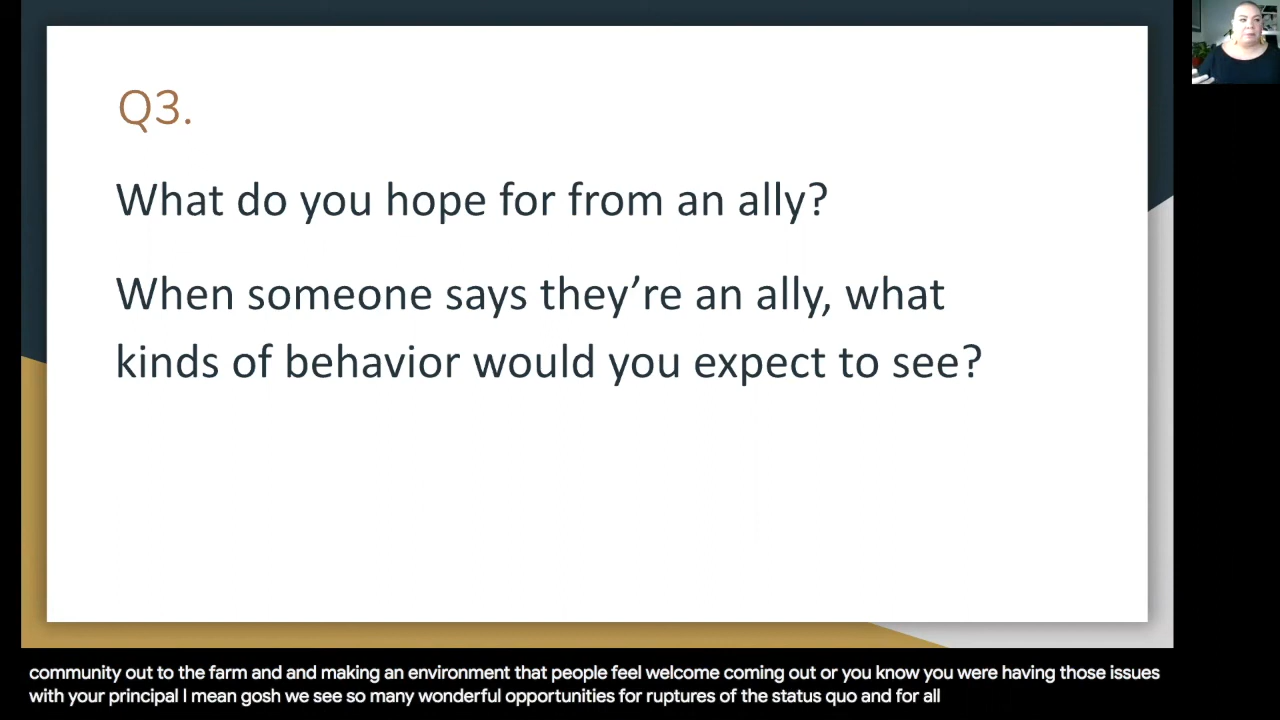 Q3.
What do you hope for from an ally?
When someone says they’re an ally, what
kinds of behavior would you expect to see?
community out to the farm and and making an environment that people feel welcome coming out or you know you were having those issues
with your principal I mean gosh we see so many wonderful opportunities for ruptures of the status quo and for all